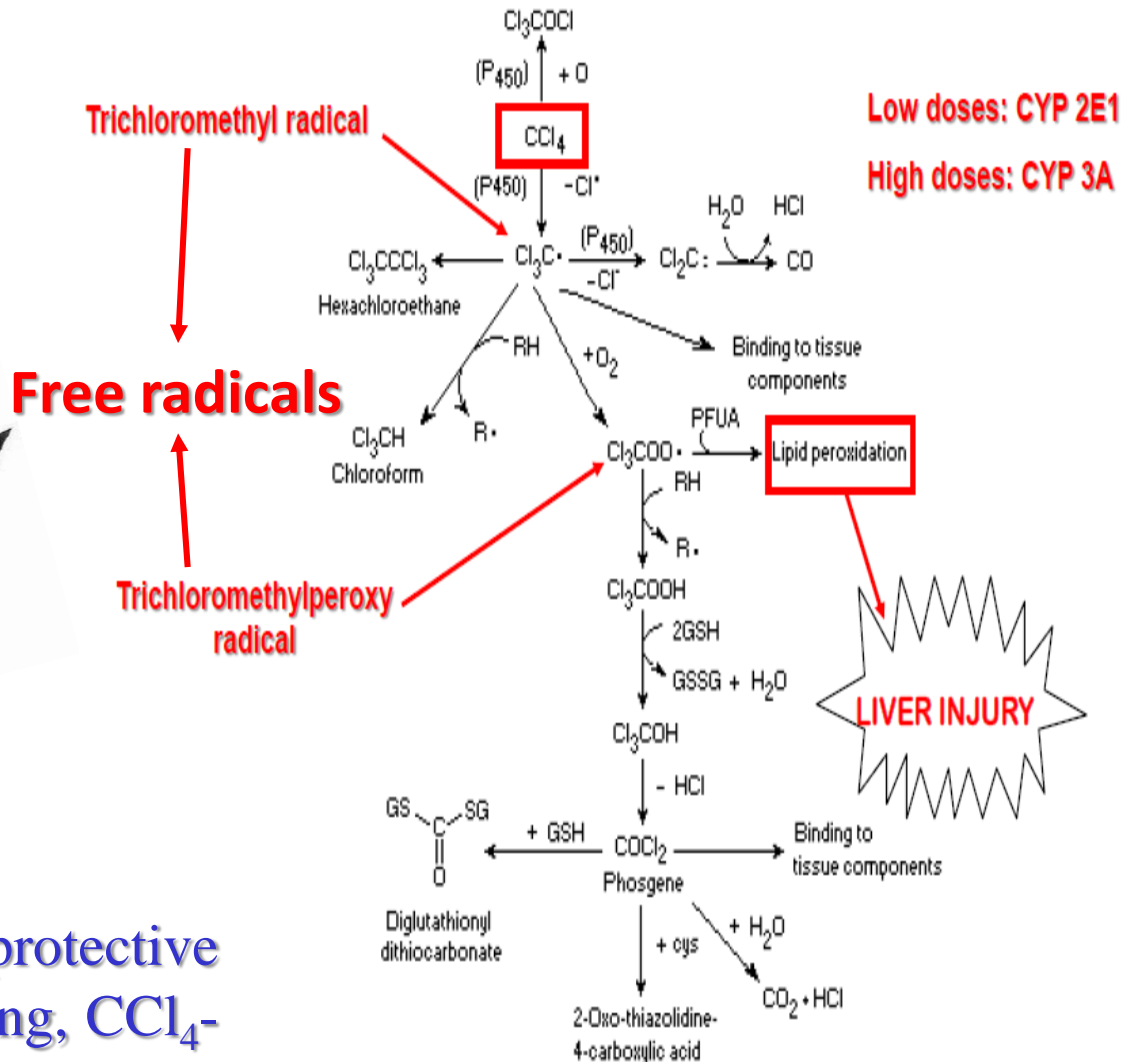 Cl₃COCl
(P₄₅₀) + O
Trichloromethyl radical
CCl₄
Low doses: CYP 2E1
High doses: CYP 3A
(P450) -Cl•
H₂O HCl
(P₄₅₀)
Cl₃CCCl₃ Cl₃C• Cl₂C: CO
-Cl⁻
Hexachloroethane
RH
+O₂
Binding to tissue
components
Free radicals
Cl₃CH R•
Chloroform
PFUA
Cl₃COO• Lipid peroxidation
RH
R•
Trichloromethylperoxy
radical
Cl₃COOH
2GSH
GSSG + H₂O
LIVER INJURY
Cl₃COH
- HCl
GS SG
C
O
+ GSH COCl₂
Phosgene
Binding to
tissue components
Diglutathionyl
dithiocarbonate
+ cys
+ H₂O
CO₂•HCl
2-Oxo-thiazolidine-
4-carboxylic acid
protective
ng, CCl₄-